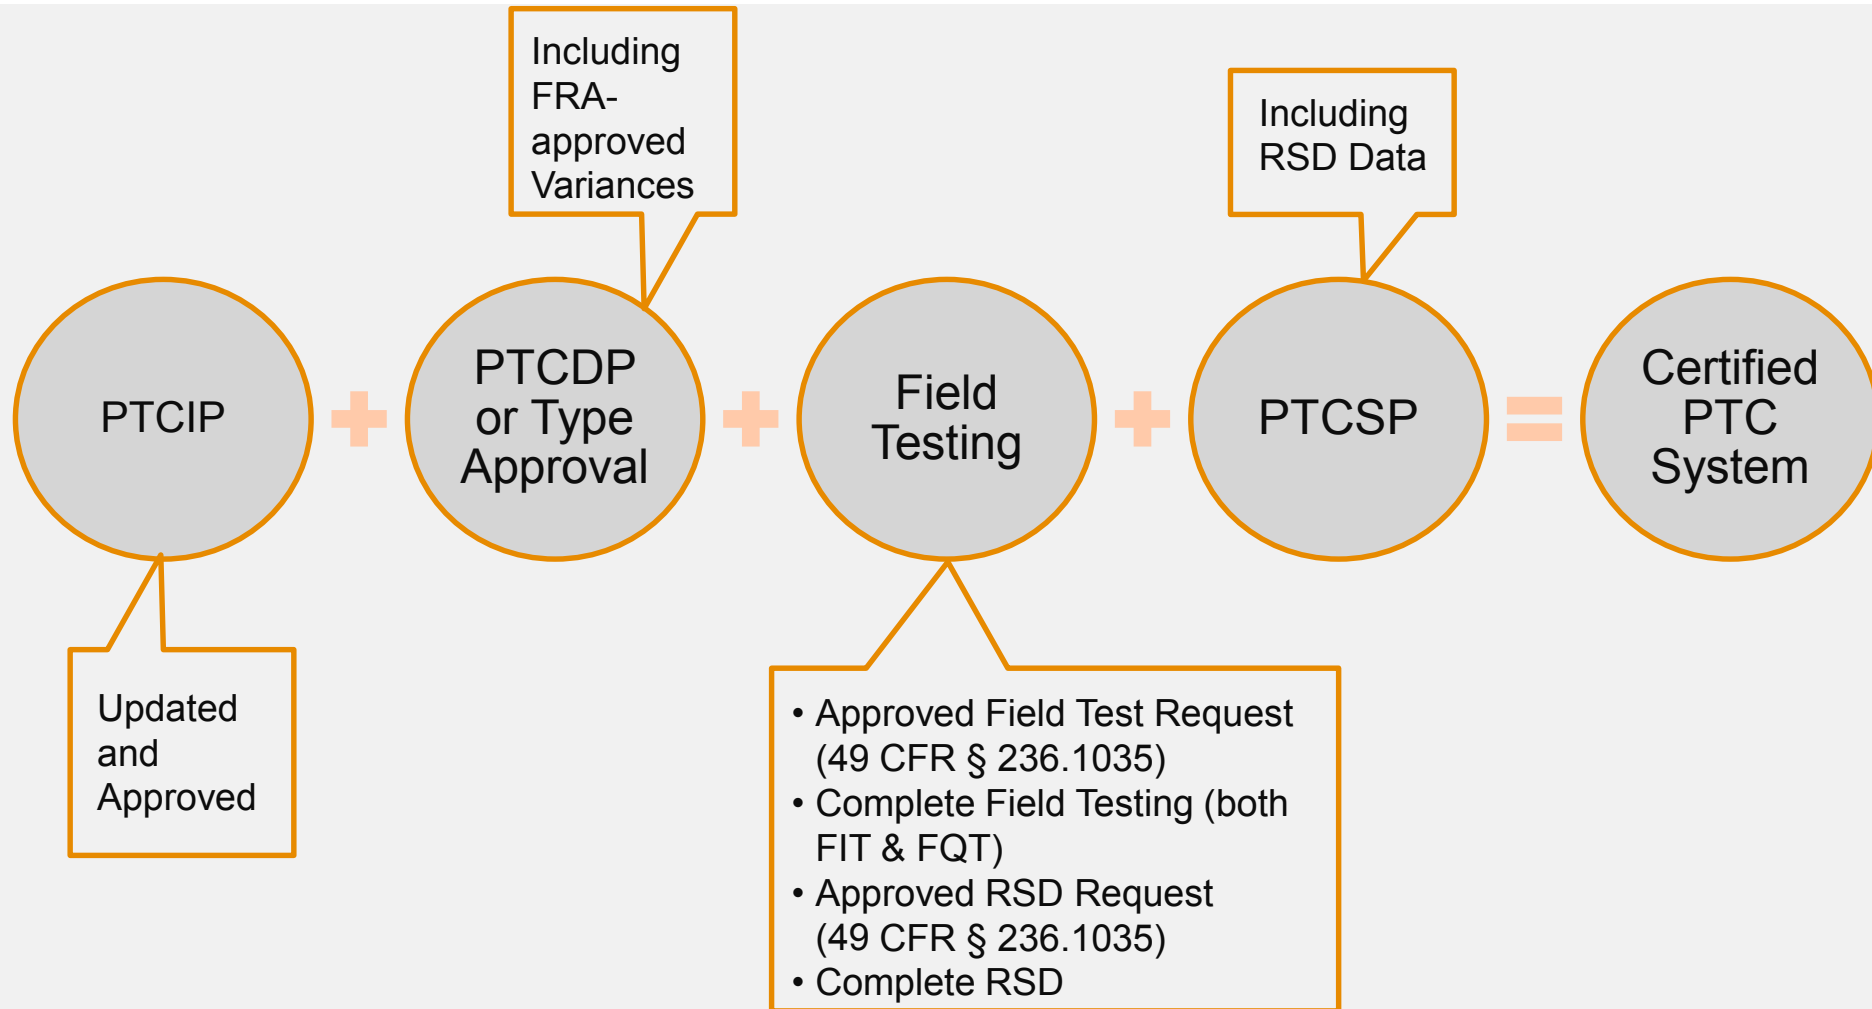 Including
FRA-
approved
Variances
Including
RSD Data
PTCIP
PTCDP
or Type
Approval
Field
Testing
PTCSP
Certified
PTC
System
Updated
and
Approved
• Approved Field Test Request
(49 CFR § 236.1035)
• Complete Field Testing (both
FIT & FQT)
• Approved RSD Request
(49 CFR § 236.1035)
• Complete RSD